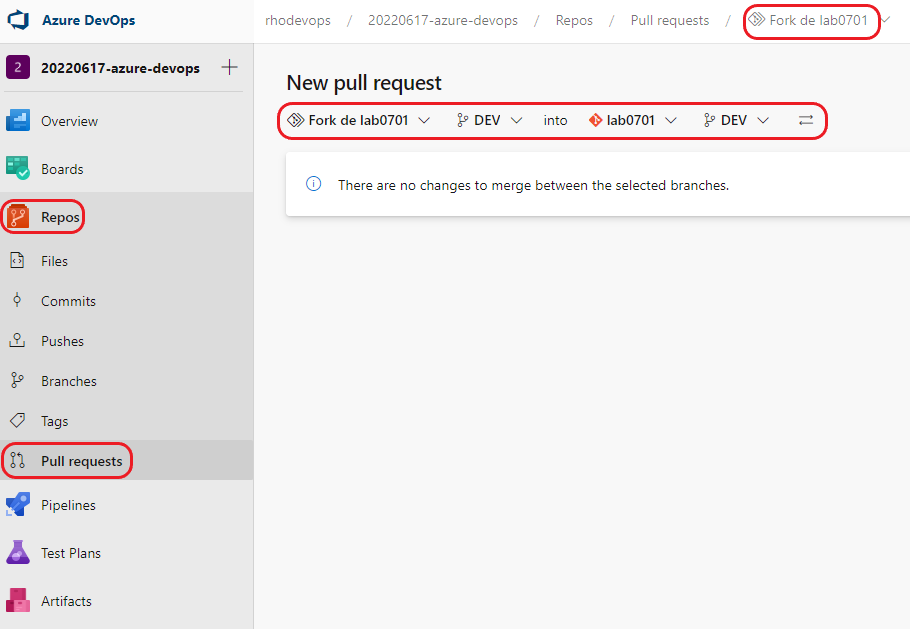 Azure DevOps
rhodevops / 20220617-azure-devops / Repos / Pull requests / Fork de lab0701
2 20220617-azure-devops +
New pull request
Fork de lab0701 DEV into lab0701 DEV
There are no changes to merge between the selected branches.
Overview
Boards
Repos
Files
Commits
Pushes
Branches
Tags
Pull requests
Pipelines
Test Plans
Artifacts